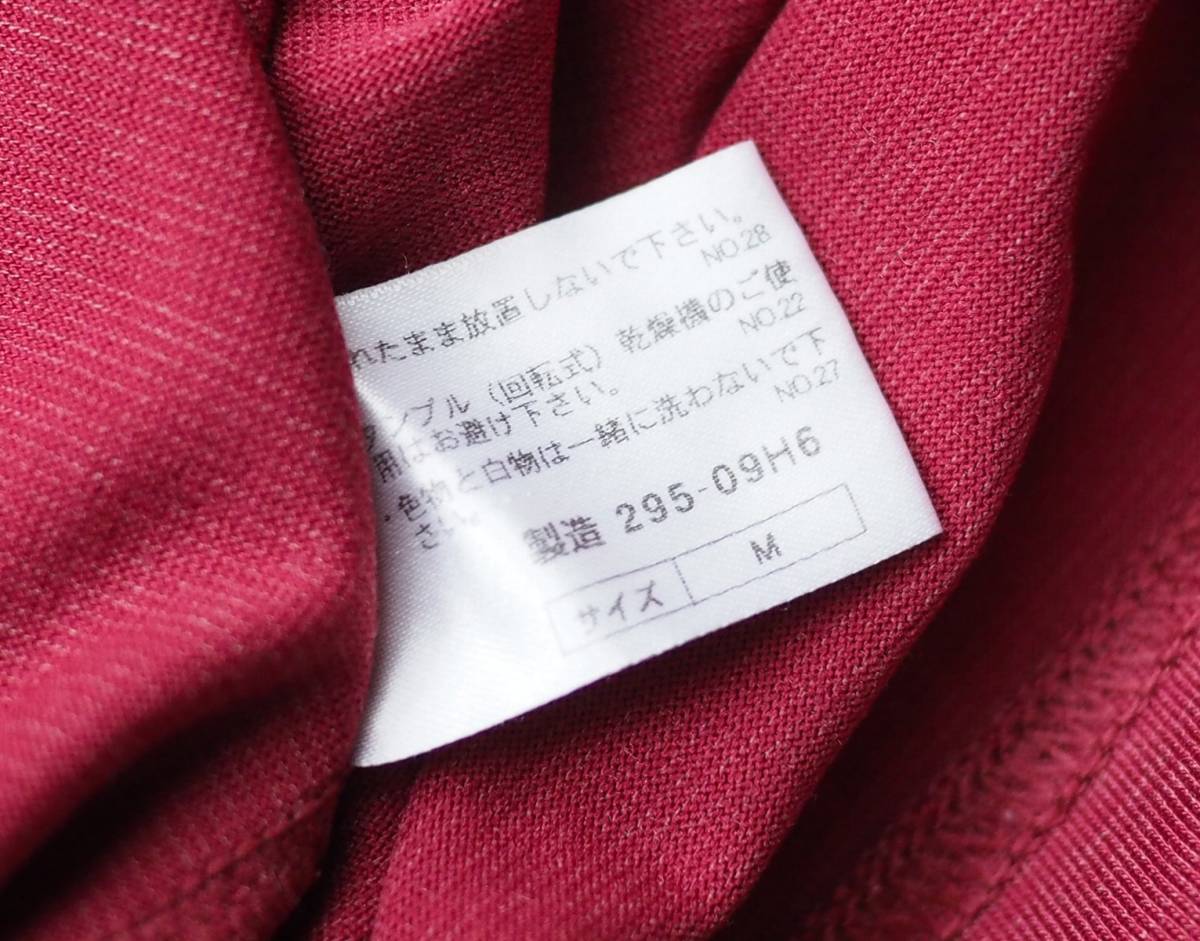 れたまま放置しないで下さい。
NO.28
タンブル（回転式）乾燥機のご使
用はお避け下さい。
NO.22
色物と白物は一緒に洗わないで下
さい。
NO.27
製造 295-09H6
サイズ M